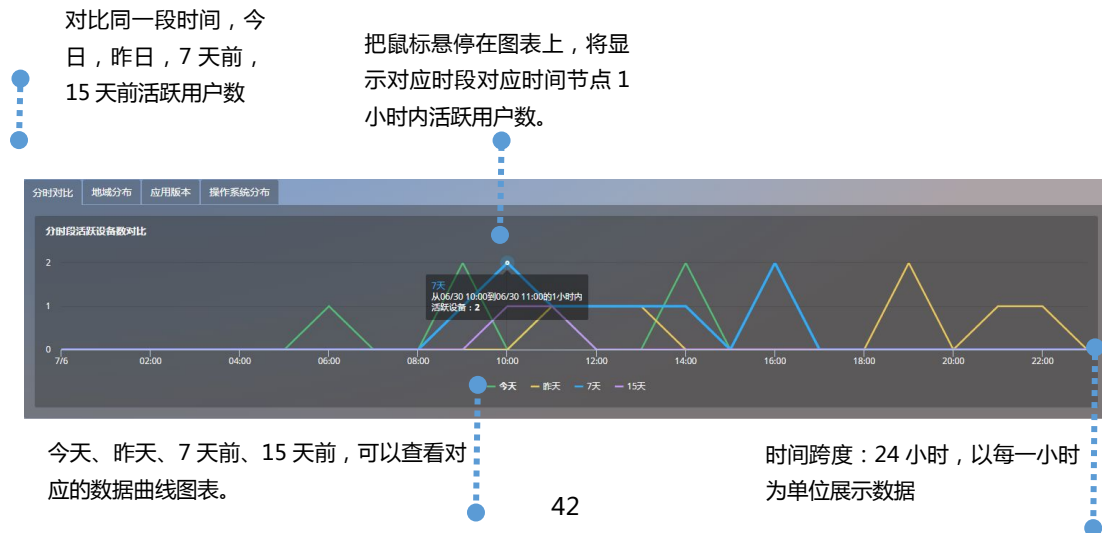 对比同一段时间，今
日，昨日，7 天前，
15 天前活跃用户数
把鼠标悬停在图表上，将显
示对应时段对应时间节点 1
小时内活跃用户数。
分时对比 地域分布 应用版本 操作系统分布
分时段活跃设备数对比
2
1
0
7天
从06/30 10:00到06/30 11:00的1小时内
活跃设备：2
7/6 02:00 04:00 06:00 08:00 10:00 12:00 14:00 16:00 18:00 20:00 22:00
今天 昨天 7天 15天
今天、昨天、7 天前、15 天前，可以查看对
应的数据曲线图表。
时间跨度：24 小时，以每一小时
为单位展示数据
42